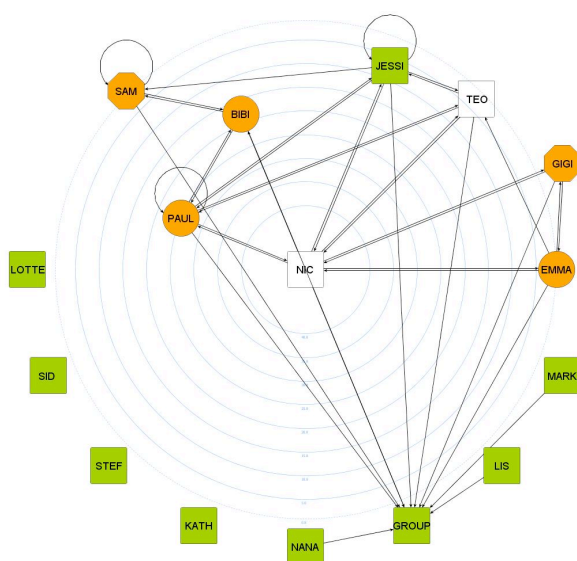 JESSI
SAM
TEO
BIBI
GIGI
PAUL
LOTTE
NIC
EMMA
SID
MARK
STEF
LIS
KATH
GROUP
NANA